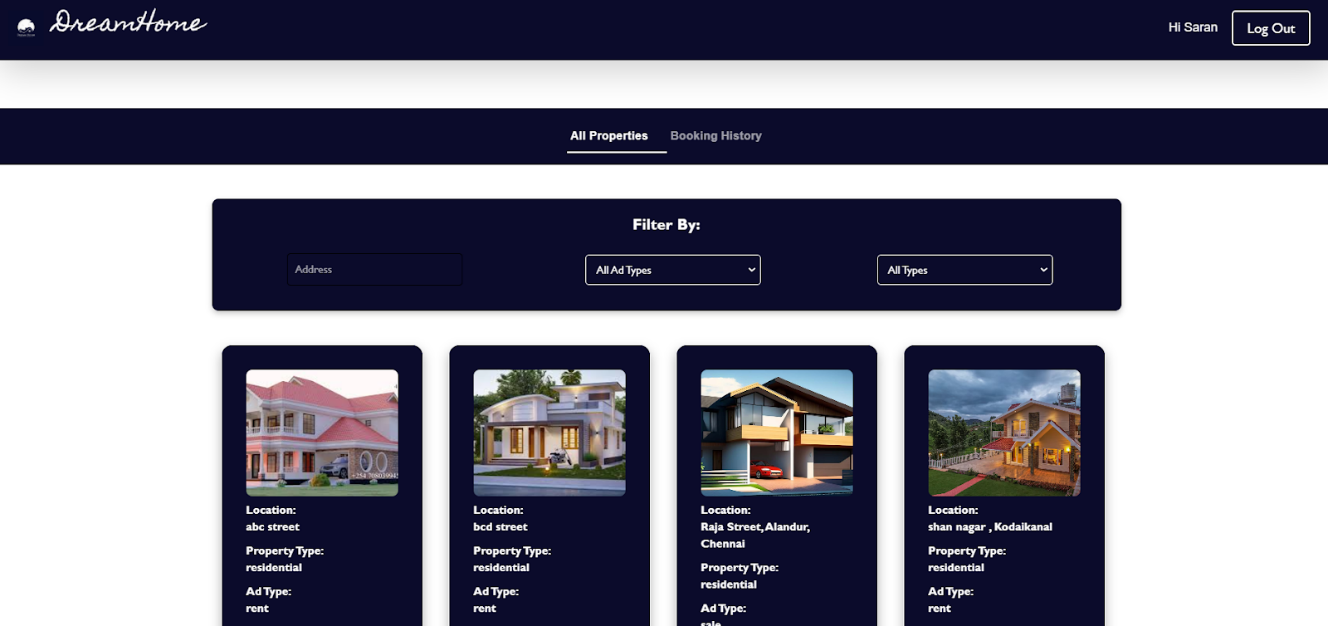 DreamHome
Hi Saran
Log Out
All Properties
Booking History
Filter By:
Address
All Ad Types
All Types
Location:
abc street
Property Type:
residential
Ad Type:
rent
Location:
bcd street
Property Type:
residential
Ad Type:
rent
Location:
Raja Street, Alandur,
Chennai
Property Type:
residential
Ad Type:
sale
Location:
shan nagar , Kodaikanal
Property Type:
residential
Ad Type:
rent